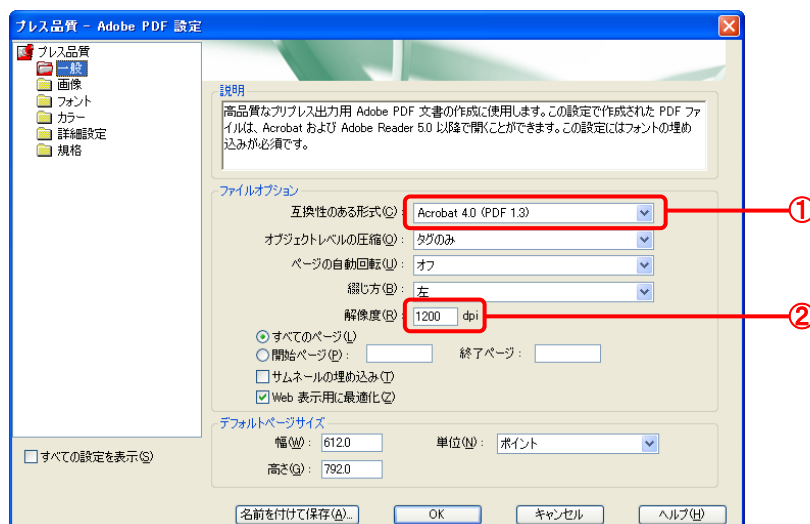 プレス品質 - Adobe PDF 設定
プレス品質
一般
画像
フォント
カラー
詳細設定
規格
すべての設定を表示(S)
説明
高品質なプリプレス出力用 Adobe PDF 文書の作成に使用します。この設定で作成された PDF ファ
イルは、Acrobat および Adobe Reader 5.0 以降で開くことができます。この設定にはフォントの埋め
込みが必須です。
ファイルオプション
互換性のある形式(C): Acrobat 4.0 (PDF 1.3)
①
オブジェクトレベルの圧縮(O): タグのみ
ページの自動回転(U): オフ
綴じ方(B): 左
解像度(R): 1200 dpi
②
すべてのページ(L)
開始ページ(P): 終了ページ:
サムネールの埋め込み(T)
Web 表示用に最適化(Z)
デフォルトページサイズ
幅(W): 612.0 単位(N): ポイント
高さ(G): 792.0
名前を付けて保存(A)... OK キャンセル ヘルプ(H)